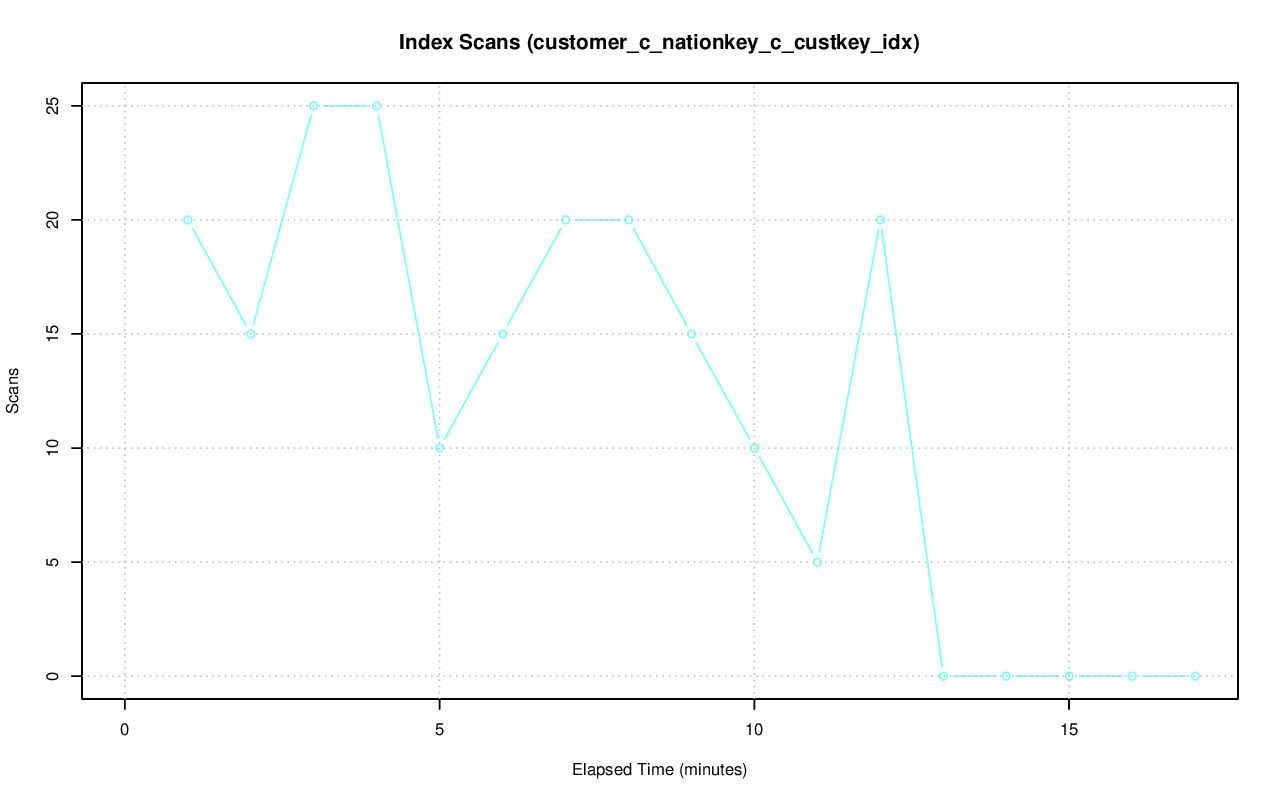 Index Scans (customer_c_nationkey_c_custkey_idx)
25
20
15
10
5
0
Scans
0 5 10 15
Elapsed Time (minutes)